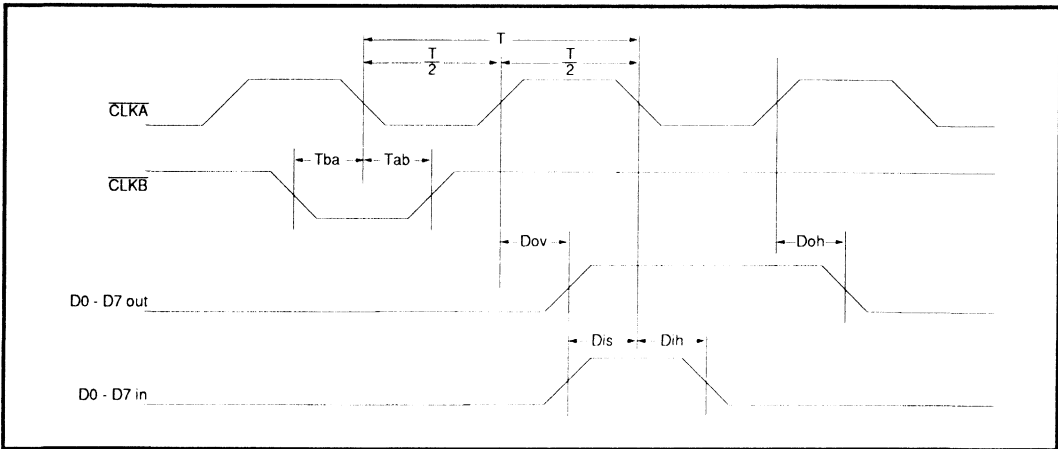 T
T/2 T/2
CLKA
Tba Tab
CLKB
Dov Doh
D0 - D7 out
Dis Dih
D0 - D7 in